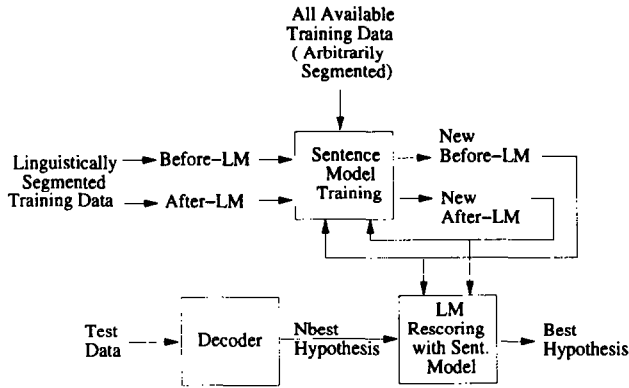 All Available
Training Data
( Arbitrarily
Segmented)
Linguistically
Segmented
Training Data
Before-LM
After-LM
Sentence
Model
Training
New
Before-LM
New
After-LM
Test
Data
Decoder
Nbest
Hypothesis
LM
Rescoring
with Sent.
Model
Best
Hypothesis